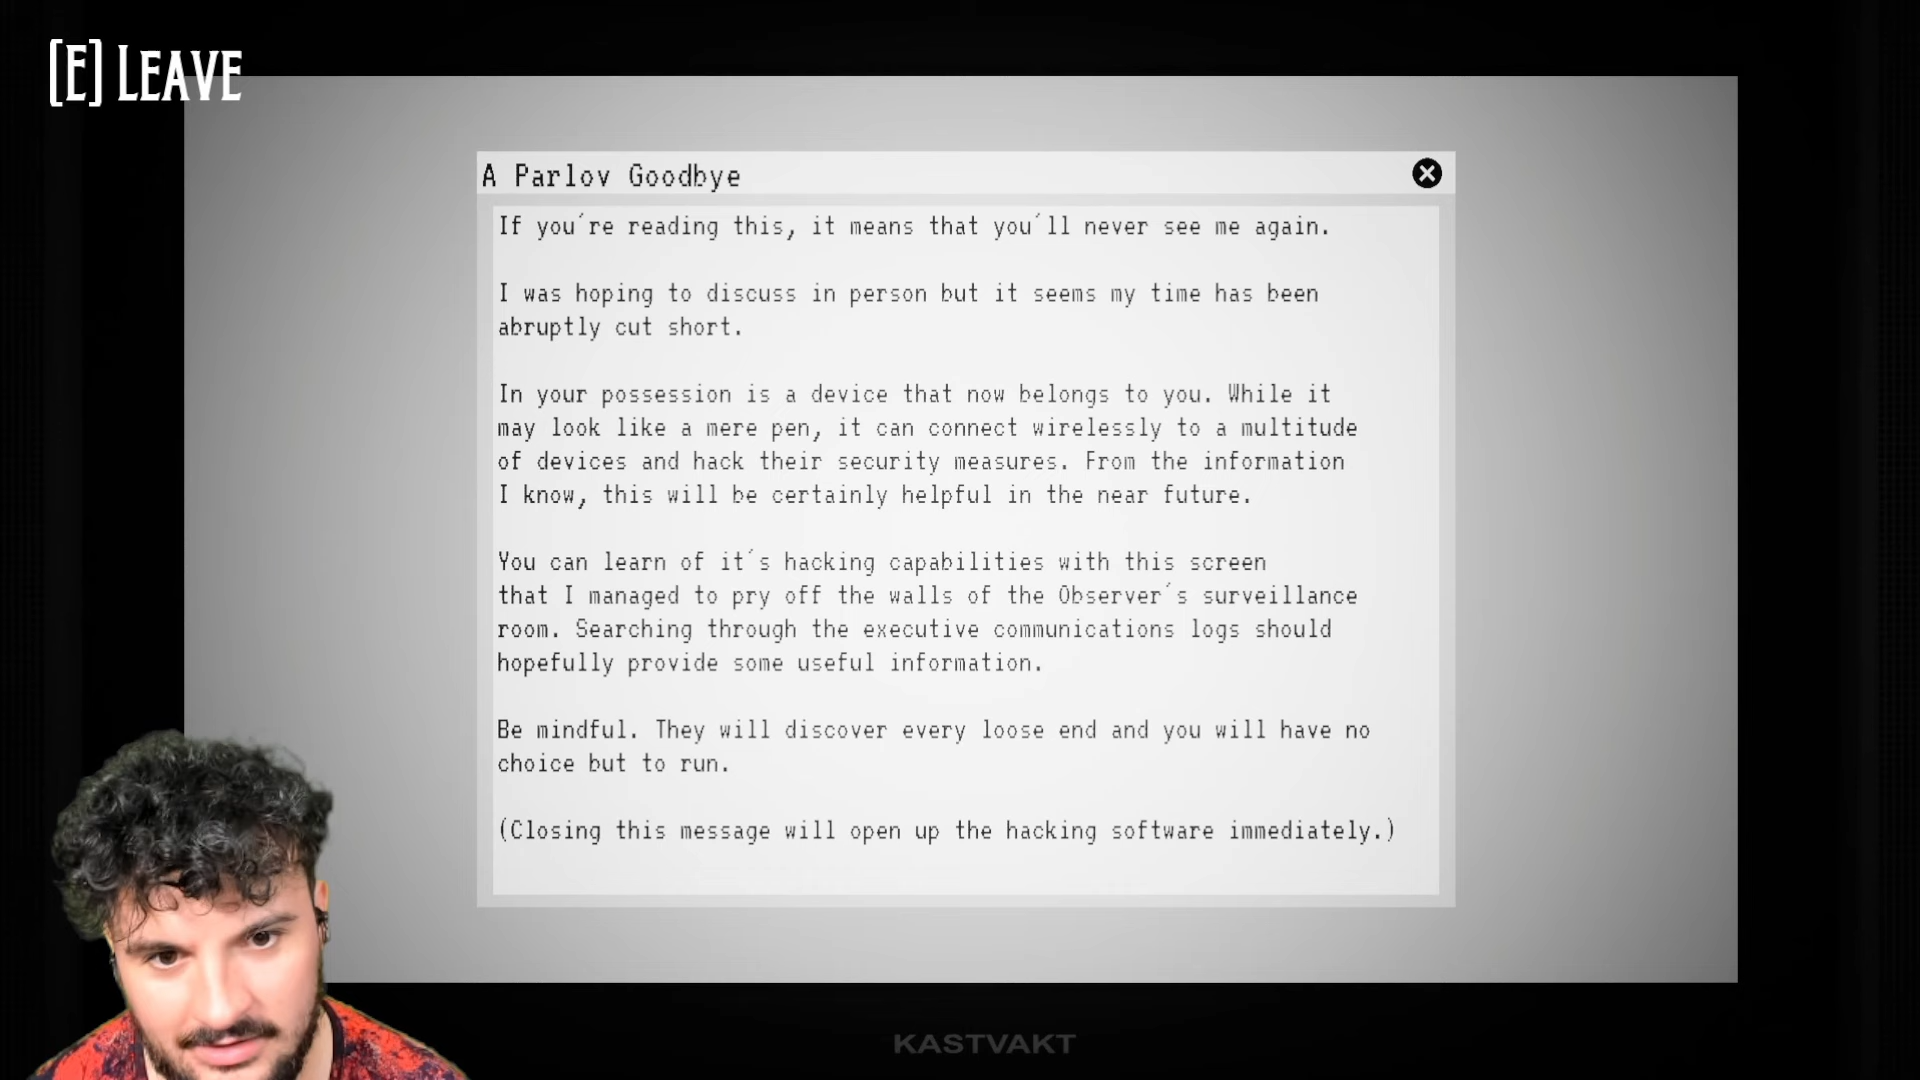 [E] LEAVE
A Parlov Goodbye
If you´re reading this, it means that you´ll never see me again.
I was hoping to discuss in person but it seems my time has been
abruptly cut short.
In your possession is a device that now belongs to you. While it
may look like a mere pen, it can connect wirelessly to a multitude
of devices and hack their security measures. From the information
I know, this will be certainly helpful in the near future.
You can learn of it´s hacking capabilities with this screen
that I managed to pry off the walls of the Observer´s surveillance
room. Searching through the executive communications logs should
hopefully provide some useful information.
Be mindful. They will discover every loose end and you will have no
choice but to run.
(Closing this message will open up the hacking software immediately.)
KASTVAKT